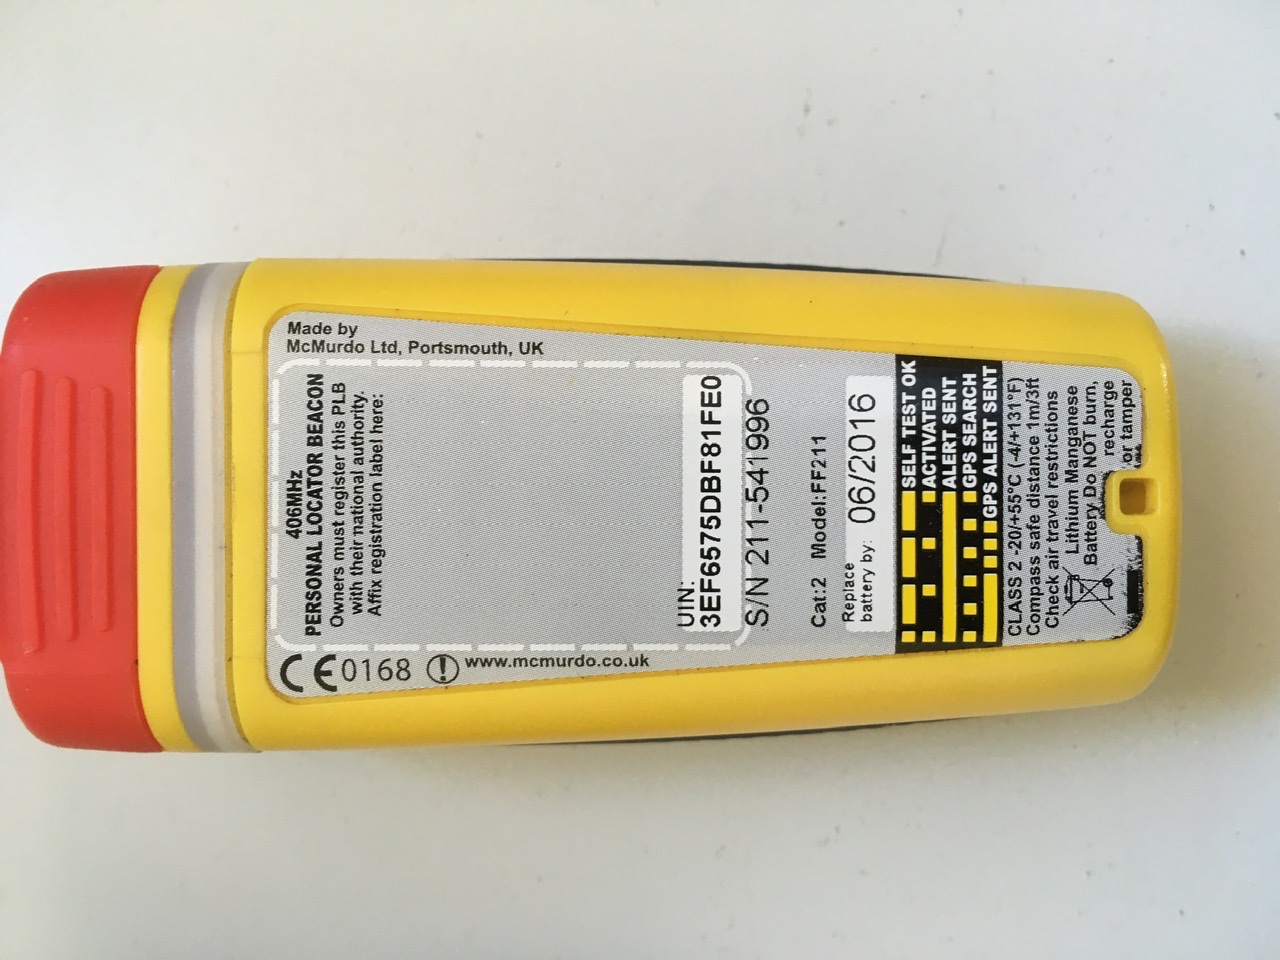 Made by
McMurdo Ltd, Portsmouth, UK
406MHz
PERSONAL LOCATOR BEACON
Owners must register this PLB
with their national authority.
Affix registration label here:
UIN:
3EF6575DBF81FE0
S/N 211-541996
Cat:2 Model:FF211
Replace
battery by: 06/2016
SELF TEST OK
ACTIVATED
ALERT SENT
GPS SEARCH
GPS ALERT SENT
CLASS 2 -20/+55°C (-4/+131°F)
Compass safe distance 1m/3ft
Check air travel restrictions
Lithium Manganese
Battery Do NOT burn,
recharge
or tamper
CE0168 ! www.mcmurdo.co.uk